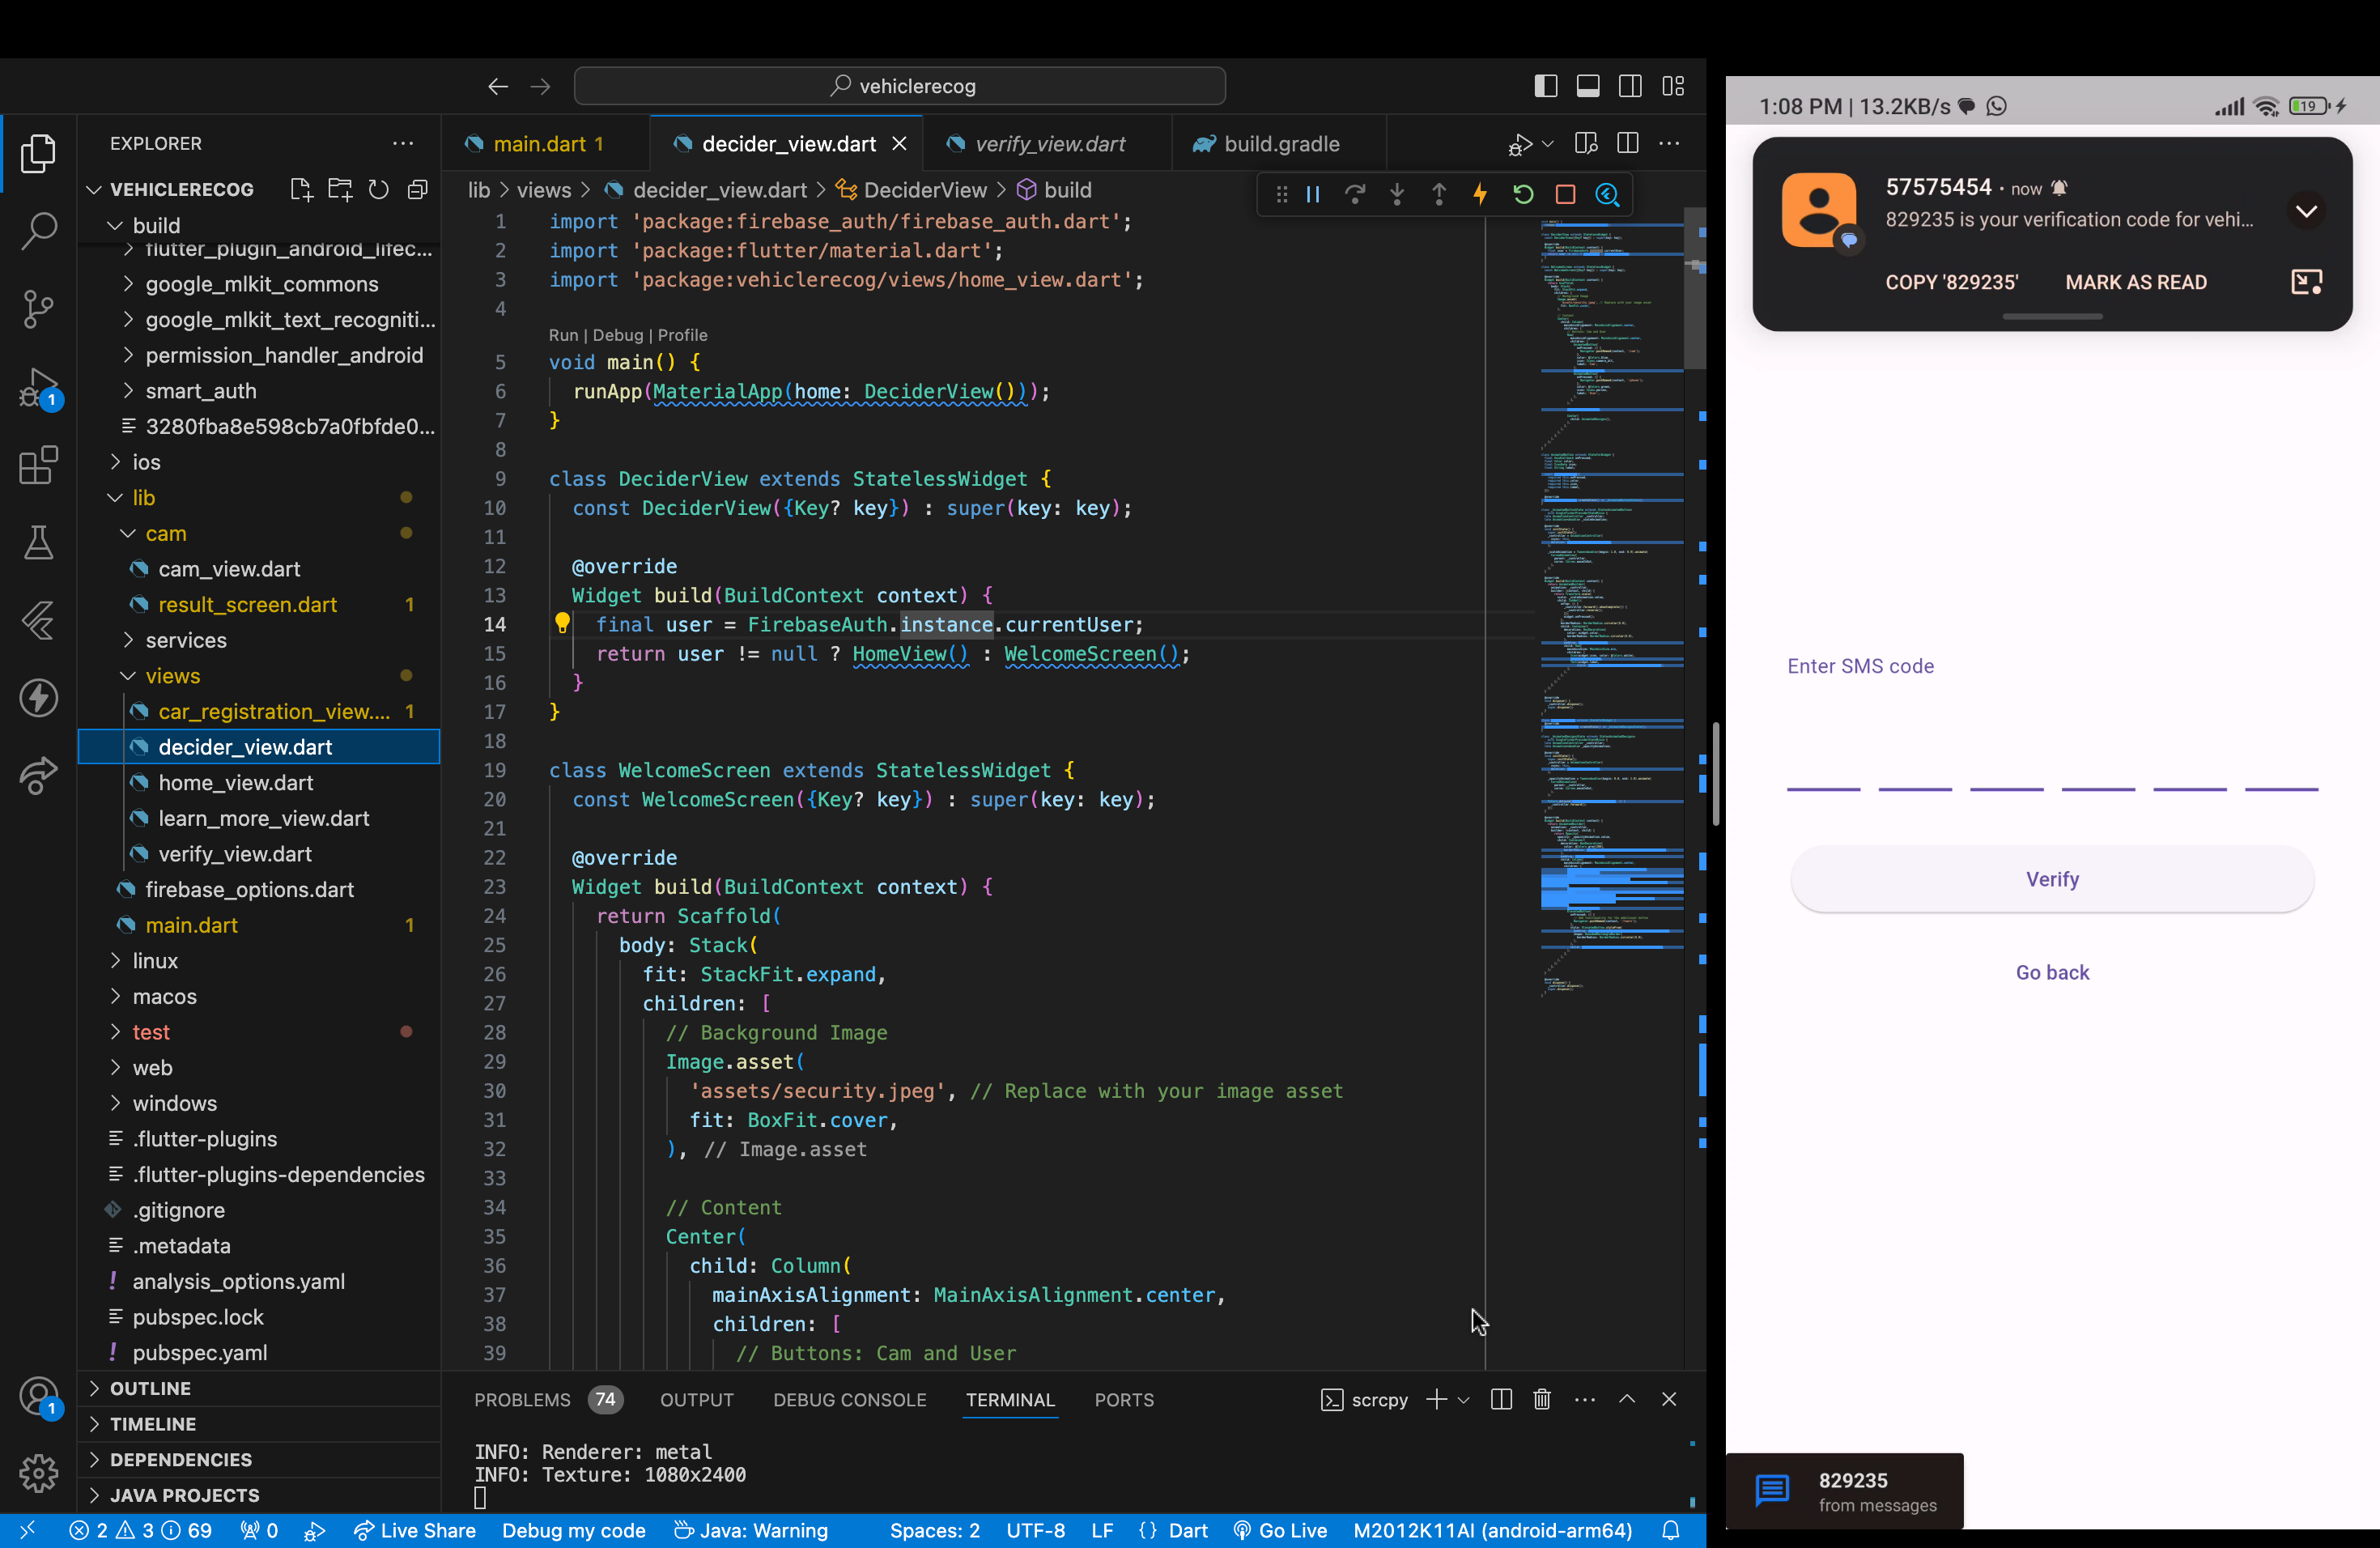 vehiclerecog
EXPLORER
VEHICLERECOG
build
flutter_plugin_android_lifec...
google_mlkit_commons
google_mlkit_text_recogniti...
permission_handler_android
smart_auth
3280fba8e598cb7a0fbfde0...
ios
lib
cam
cam_view.dart
result_screen.dart 1
services
views
car_registration_view.... 1
decider_view.dart
home_view.dart
learn_more_view.dart
verify_view.dart
firebase_options.dart
main.dart 1
linux
macos
test
web
windows
.flutter-plugins
.flutter-plugins-dependencies
.gitignore
.metadata
analysis_options.yaml
pubspec.lock
pubspec.yaml
OUTLINE
TIMELINE
DEPENDENCIES
JAVA PROJECTS
1
1
main.dart 1
decider_view.dart
verify_view.dart
build.gradle
lib > views > decider_view.dart > DeciderView > build
1 import 'package:firebase_auth/firebase_auth.dart';
2 import 'package:flutter/material.dart';
3 import 'package:vehiclerecog/views/home_view.dart';
4
Run | Debug | Profile
5 void main() {
6 runApp(MaterialApp(home: DeciderView()));
7 }
8
9 class DeciderView extends StatelessWidget {
10 const DeciderView({Key? key}) : super(key: key);
11
12 @override
13 Widget build(BuildContext context) {
14 final user = FirebaseAuth.instance.currentUser;
15 return user != null ? HomeView() : WelcomeScreen();
16 }
17 }
18
19 class WelcomeScreen extends StatelessWidget {
20 const WelcomeScreen({Key? key}) : super(key: key);
21
22 @override
23 Widget build(BuildContext context) {
24 return Scaffold(
25 body: Stack(
26 fit: StackFit.expand,
27 children: [
28 // Background Image
29 Image.asset(
30 'assets/security.jpeg', // Replace with your image asset
31 fit: BoxFit.cover,
32 ), // Image.asset
33
34 // Content
35 Center(
36 child: Column(
37 mainAxisAlignment: MainAxisAlignment.center,
38 children: [
39 // Buttons: Cam and User
PROBLEMS 74 OUTPUT DEBUG CONSOLE TERMINAL PORTS
scrcpy
INFO: Renderer: metal
INFO: Texture: 1080x2400
2 3 69 0 Live Share Debug my code Java: Warning Spaces: 2 UTF-8 LF {} Dart Go Live M2012K11AI (android-arm64)
1:08 PM | 13.2KB/s
19
57575454 · now
829235 is your verification code for vehi...
COPY '829235' MARK AS READ
Enter SMS code
Verify
Go back
829235
from messages